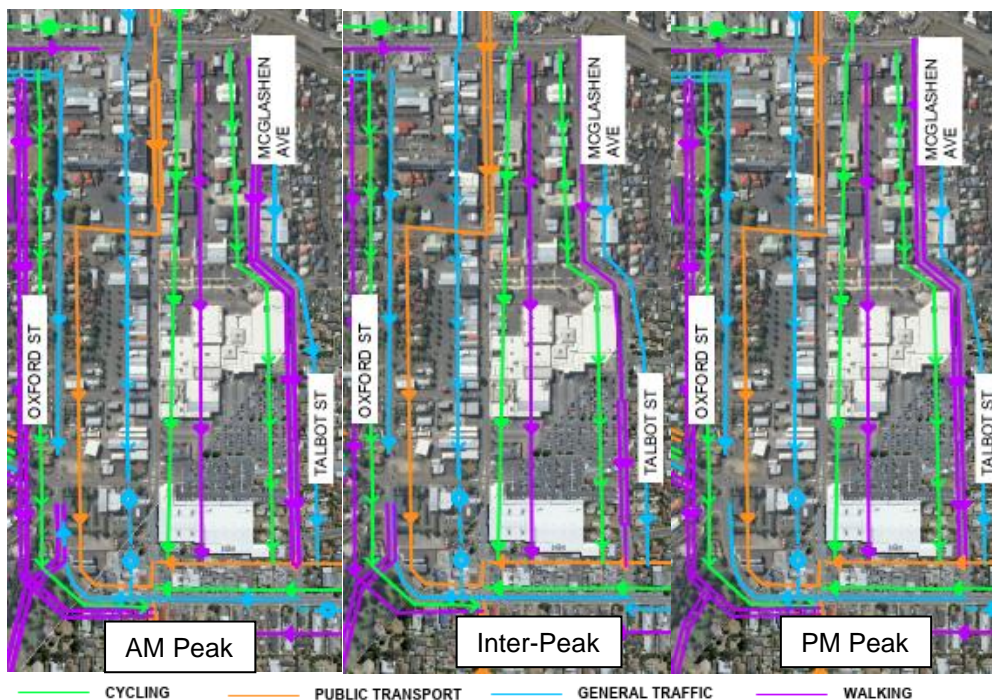 MCGLASHEN
AVE
OXFORD ST
TALBOT ST
AM Peak
MCGLASHEN
AVE
OXFORD ST
TALBOT ST
Inter-Peak
MCGLASHEN
AVE
OXFORD ST
TALBOT ST
PM Peak
CYCLING
PUBLIC TRANSPORT
GENERAL TRAFFIC
WALKING